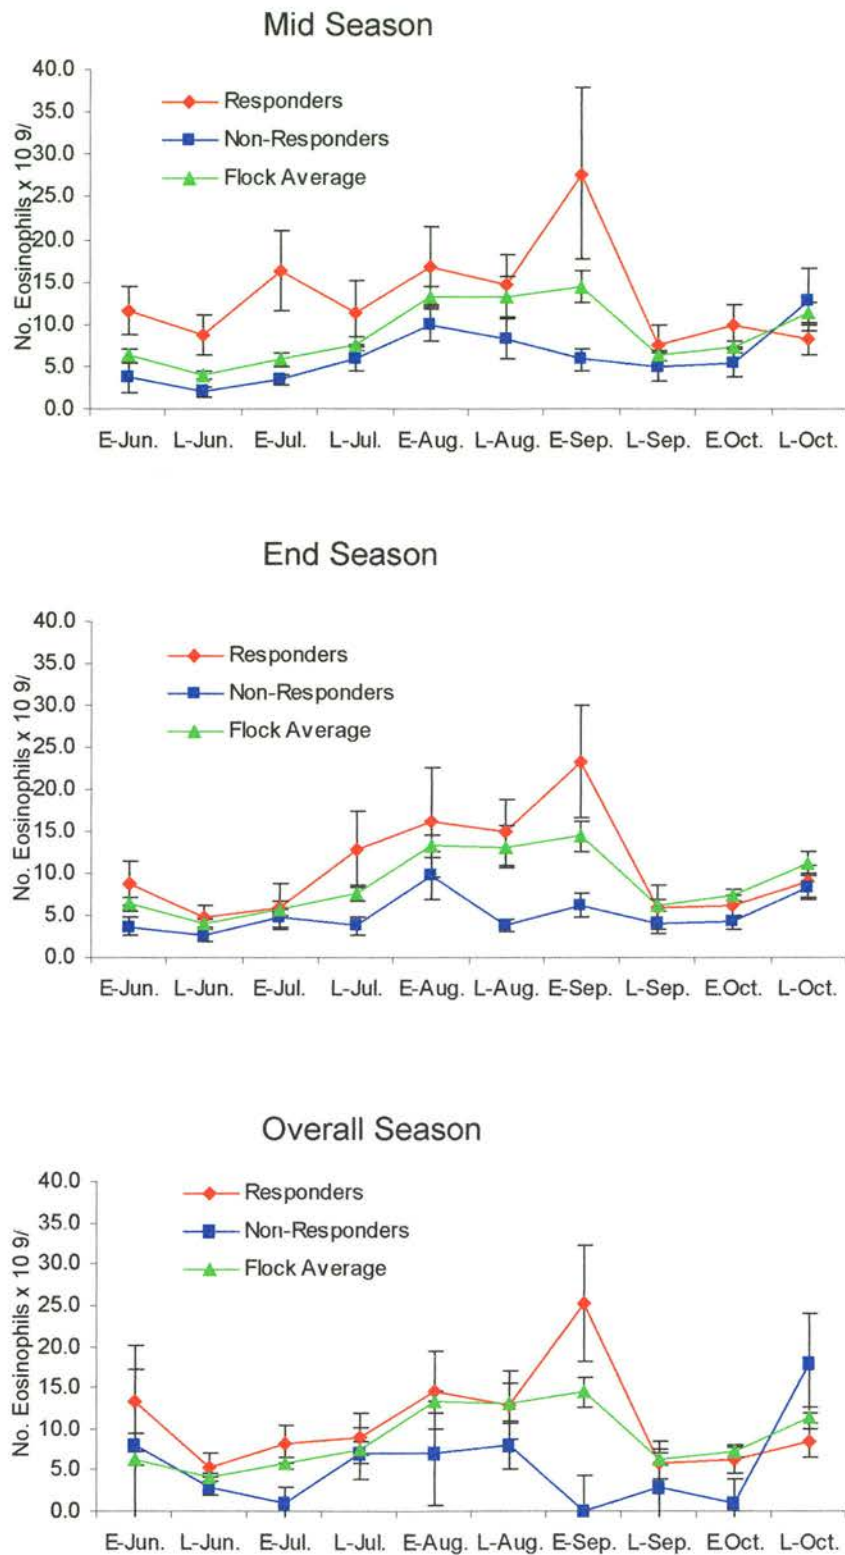 Mid Season
No. Eosinophils x 10 9/
40.0
35.0
30.0
25.0
20.0
15.0
10.0
5.0
0.0
Responders
Non-Responders
Flock Average
E-Jun. L-Jun. E-Jul. L-Jul. E-Aug. L-Aug. E-Sep. L-Sep. E.Oct. L-Oct.
End Season
No. Eosinophils x 10 9/
40.0
35.0
30.0
25.0
20.0
15.0
10.0
5.0
0.0
Responders
Non-Responders
Flock Average
E-Jun. L-Jun. E-Jul. L-Jul. E-Aug. L-Aug. E-Sep. L-Sep. E.Oct. L-Oct.
Overall Season
No. Eosinophils x 10 9/
40.0
35.0
30.0
25.0
20.0
15.0
10.0
5.0
0.0
Responders
Non-Responders
Flock Average
E-Jun. L-Jun. E-Jul. L-Jul. E-Aug. L-Aug. E-Sep. L-Sep. E.Oct. L-Oct.